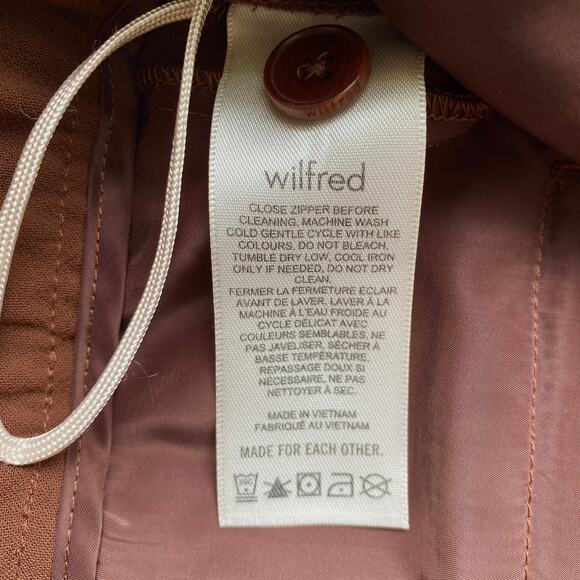 wilfred
wilfred
CLOSE ZIPPER BEFORE
CLEANING, MACHINE WASH
COLD GENTLE CYCLE WITH LIKE
COLOURS, DO NOT BLEACH,
TUMBLE DRY LOW, COOL IRON
ONLY IF NEEDED, DO NOT DRY
CLEAN.
FERMER LA FERMETURE ÉCLAIR
AVANT DE LAVER. LAVER À LA
MACHINE À L'EAU FROIDE AU
CYCLE DÉLICAT AVEC
COULEURS SEMBLABLES, NE
PAS JAVELISER, SÉCHER À
BASSE TEMPÉRATURE,
REPASSAGE DOUX SI
NÉCESSAIRE, NE PAS
NETTOYER À SEC.
MADE IN VIETNAM
FABRIQUÉ AU VIETNAM
MADE FOR EACH OTHER.
30C